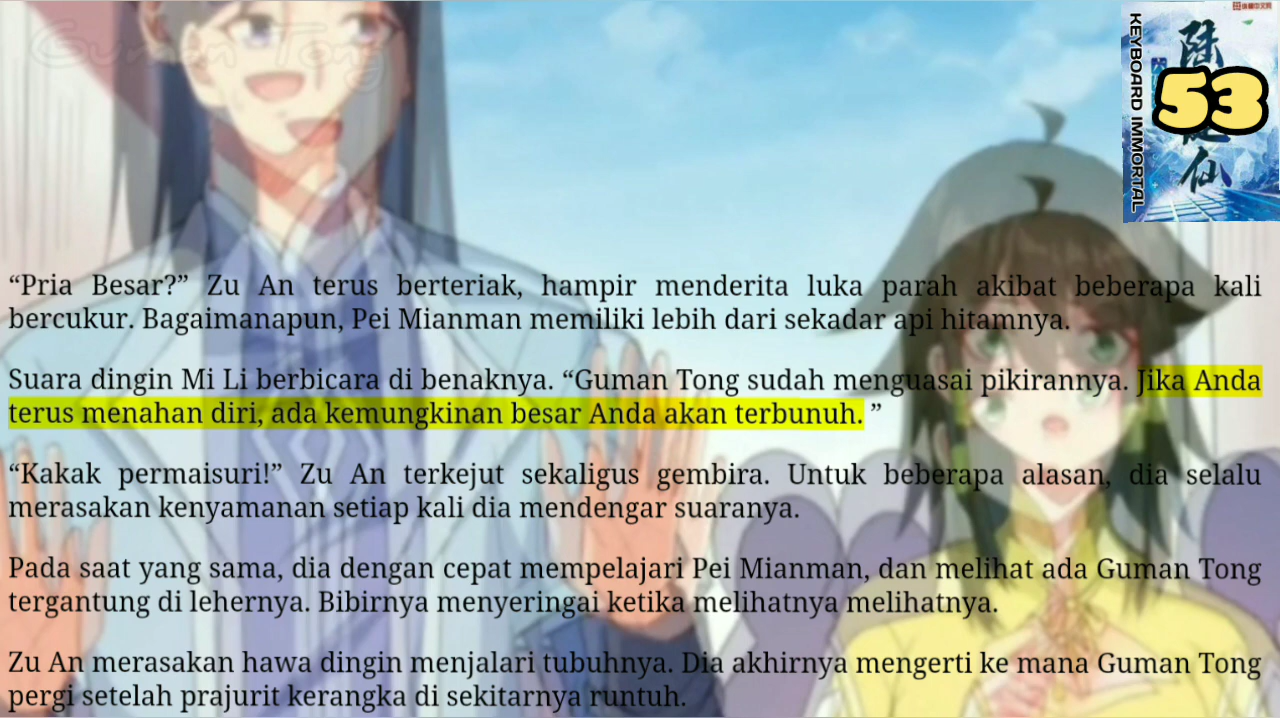 Guman Tong
KEYBOARD IMMORTAL
53
仙
“Pria Besar?” Zu An terus berteriak, hampir menderita luka parah akibat beberapa kali
bercukur. Bagaimanapun, Pei Mianman memiliki lebih dari sekadar api hitamnya.
Suara dingin Mi Li berbicara di benaknya. “Guman Tong sudah menguasai pikirannya. Jika Anda
terus menahan diri, ada kemungkinan besar Anda akan terbunuh. ”
“Kakak permaisuri!” Zu An terkejut sekaligus gembira. Untuk beberapa alasan, dia selalu
merasakan kenyamanan setiap kali dia mendengar suaranya.
Pada saat yang sama, dia dengan cepat mempelajari Pei Mianman, dan melihat ada Guman Tong
tergantung di lehernya. Bibirnya menyeringai ketika melihatnya melihatnya.
Zu An merasakan hawa dingin menjalari tubuhnya. Dia akhirnya mengerti ke mana Guman Tong
pergi setelah prajurit kerangka di sekitarnya runtuh.